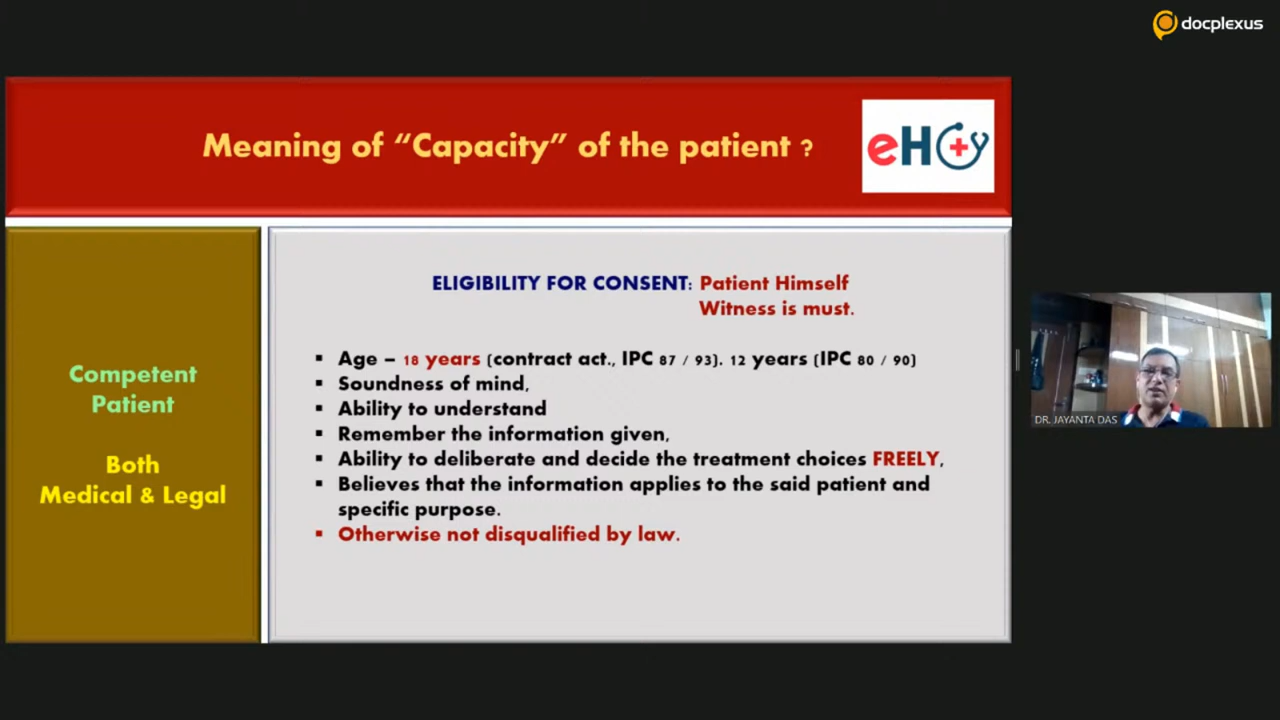 docplexus
Meaning of “Capacity” of the patient ?
eH
Competent
Patient
Both
Medical & Legal
ELIGIBILITY FOR CONSENT: Patient Himself
Witness is must.
▪ Age – 18 years (contract act., IPC 87 / 93). 12 years (IPC 80 / 90)
▪ Soundness of mind,
▪ Ability to understand
▪ Remember the information given,
▪ Ability to deliberate and decide the treatment choices FREELY,
▪ Believes that the information applies to the said patient and
specific purpose.
▪ Otherwise not disqualified by law.
DR. JAYANTA DAS